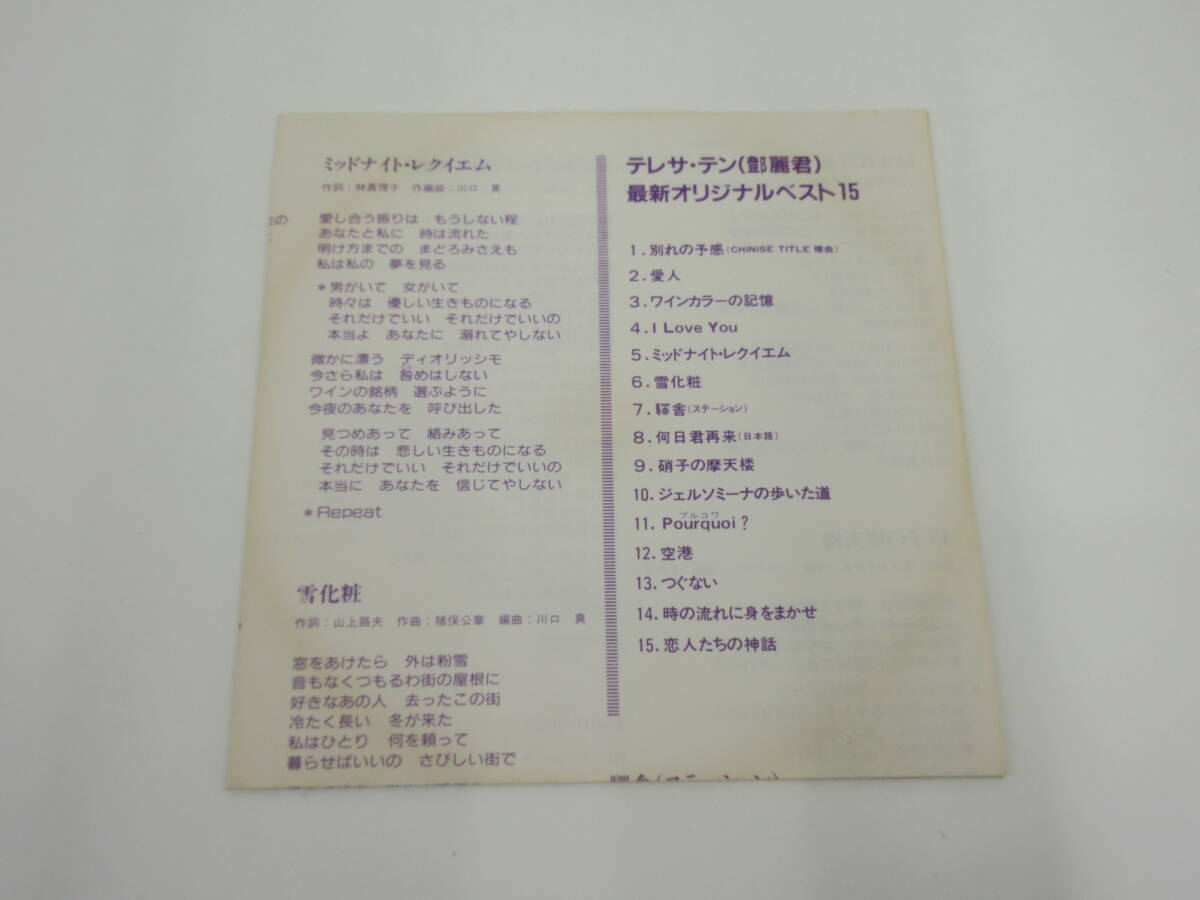 ミッドナイト・レクイエム
作詞:林真理子 作編曲:川口 真
愛し合う振りは もうしない程
あなたと私に 時は流れた
明け方までの まどろみさえも
私は私の 夢を見る
*男がいて 女がいて
時々は 優しい生きものになる
それだけでいい それだけでいいの
本当よ あなたに 溺れてやしない
微かに漂う ディオリッシモ
今さら私は 咎めはしない
ワインの銘柄 選ぶように
今夜のあなたを 呼び出した
見つめあって 絡みあって
その時は 悲しい生きものになる
それだけでいい それだけでいいの
本当に あなたを 信じてやしない
*Repeat
雪化粧
作詞:山上路夫 作曲:猪俣公章 編曲:川口 真
窓をあけたら 外は粉雪
音もなくつもるわ街の屋根に
好きなあの人 去ったこの街
冷たく長い 冬が来た
私はひとり 何を頼って
暮らせばいいの さびしい街で
テレサ・テン(鄧麗君)
最新オリジナルベスト15
1.別れの予感(CHINISE TITLE 裸曲)
2.愛人
3.ワインカラーの記憶
4.I Love You
5.ミッドナイト・レクイエム
6.雪化粧
7.驛舎(ステーション)
8.何日君再来(日本語)
9.硝子の摩天楼
10.ジェルソミーナの歩いた道
プルコワ
11.Pourquoi?
12.空港
13.つぐない
14.時の流れに身をまかせ
15.恋人たちの神話